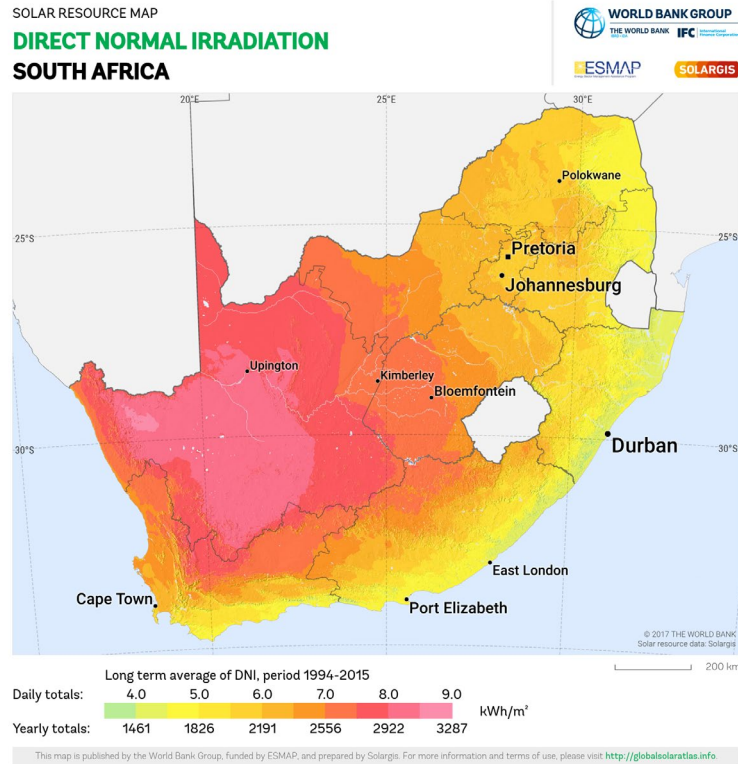 SOLAR RESOURCE MAP
DIRECT NORMAL IRRADIATION
SOUTH AFRICA
WORLD BANK GROUP
THE WORLD BANK
IFC International Finance Corporation
ESMAP
SOLARGIS
20°E 25°E 30°E
Polokwane
25°S 25°S
Pretoria
Johannesburg
Upington
Kimberley
Bloemfontein
Durban
30°S 30°S
East London
Cape Town
Port Elizabeth
© 2017 THE WORLD BANK
Solar resource data: Solargis
200 km
Long term average of DNI, period 1994-2015
Daily totals: 4.0 5.0 6.0 7.0 8.0 9.0
kWh/m²
Yearly totals: 1461 1826 2191 2556 2922 3287
This map is published by the World Bank Group, funded by ESMAP, and prepared by Solargis. For more information and terms of use, please visit http://globalsolaratlas.info.